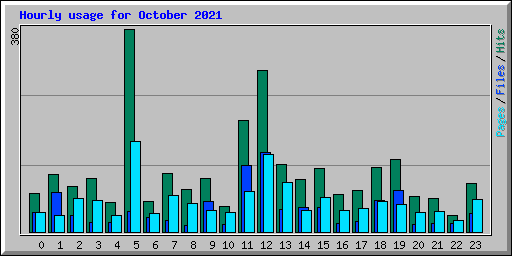 Hourly usage for October 2021
380
Pages / Files / Hits
0 1 2 3 4 5 6 7 8 9 10 11 12 13 14 15 16 17 18 19 20 21 22 23